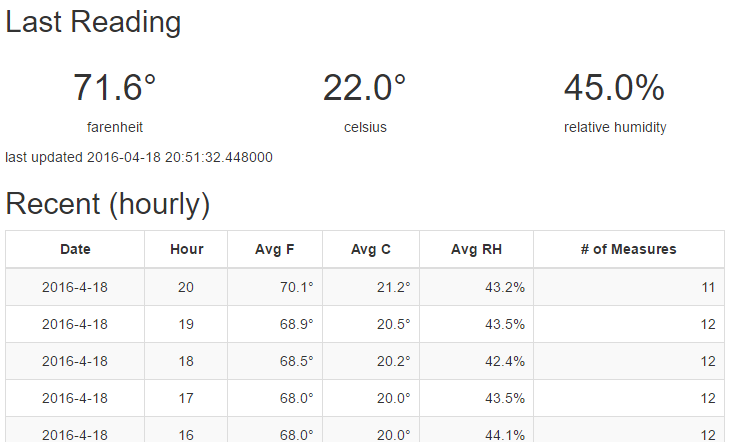 Last Reading
71.6° 22.0° 45.0%
farenheit celsius relative humidity
last updated 2016-04-18 20:51:32.448000
Recent (hourly)
Date Hour Avg F Avg C Avg RH # of Measures
2016-4-18 20 70.1° 21.2° 43.2% 11
2016-4-18 19 68.9° 20.5° 43.5% 12
2016-4-18 18 68.5° 20.2° 42.4% 12
2016-4-18 17 68.0° 20.0° 43.5% 12
2016-4-18 16 68.0° 20.0° 44.1% 12